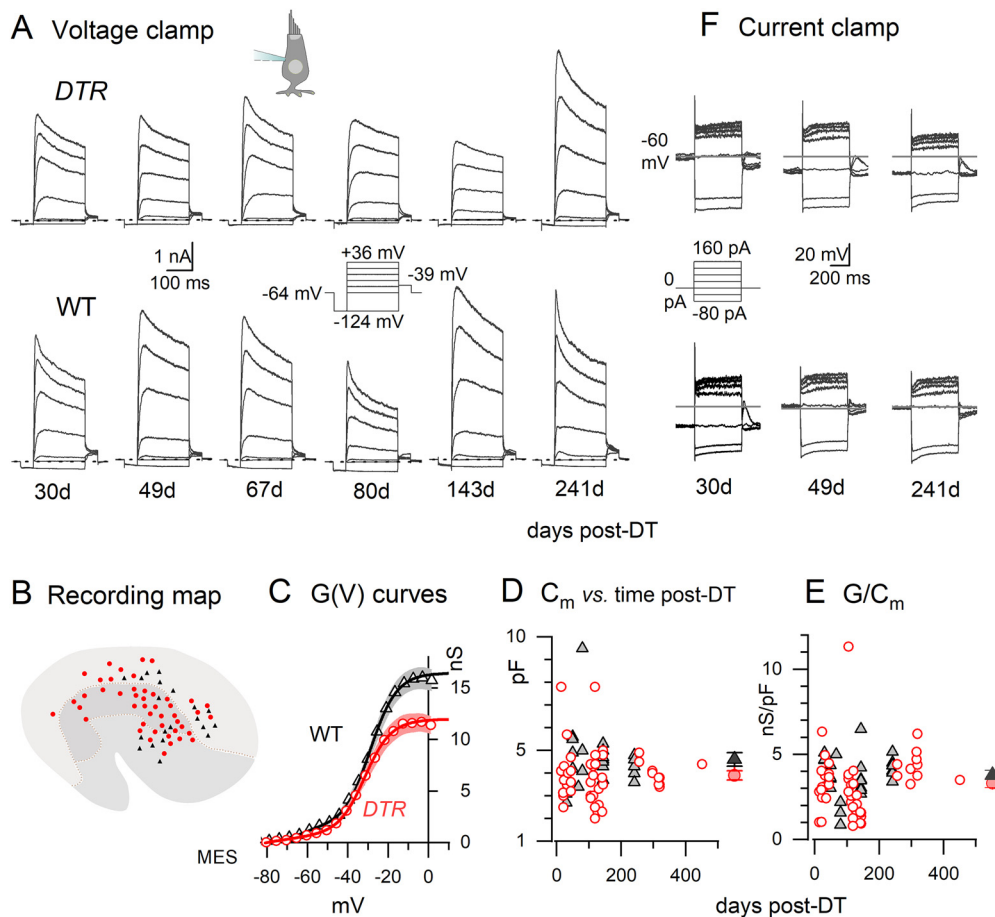 A Voltage clamp
F Current clamp
DTR
-60
mV
1 nA
100 ms
+36 mV
-39 mV
-64 mV
-124 mV
160 pA
0
pA
-80 pA
20 mV
200 ms
WT
30d 49d 67d 80d 143d 241d
30d 49d 241d
days post-DT
B Recording map
C G(V) curves
D Cm vs. time post-DT
E G/Cm
MES
WT
DTR
nS
15
10
5
0
-80 -60 -40 -20 0
mV
10
pF
5
1
0 200 400
10
nS/pF
5
0
0 200 400
days post-DT